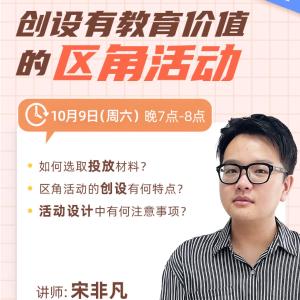 创设有教育价值
的区角活动
10月9日(周六) 晚7点-8点
如何选取投放材料？
区角活动的创设有何特点？
活动设计中有何注意事项？
讲师: 宋非凡